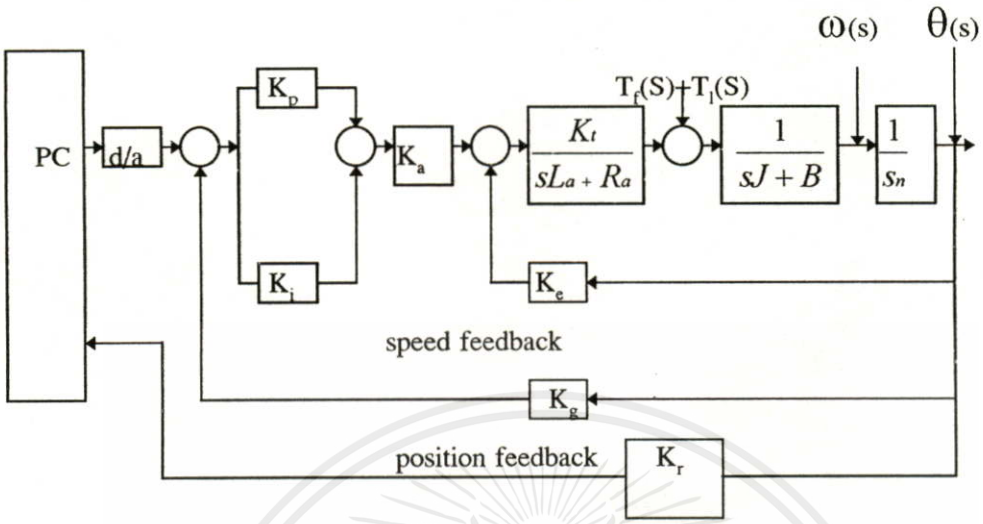 ω(s) θ(s)
K_p
T_f(S)+T_l(S)
PC
d/a
K_a
K_t
sL_a + R_a
1
sJ + B
1
s_n
K_i
K_e
speed feedback
K_g
position feedback
K_r